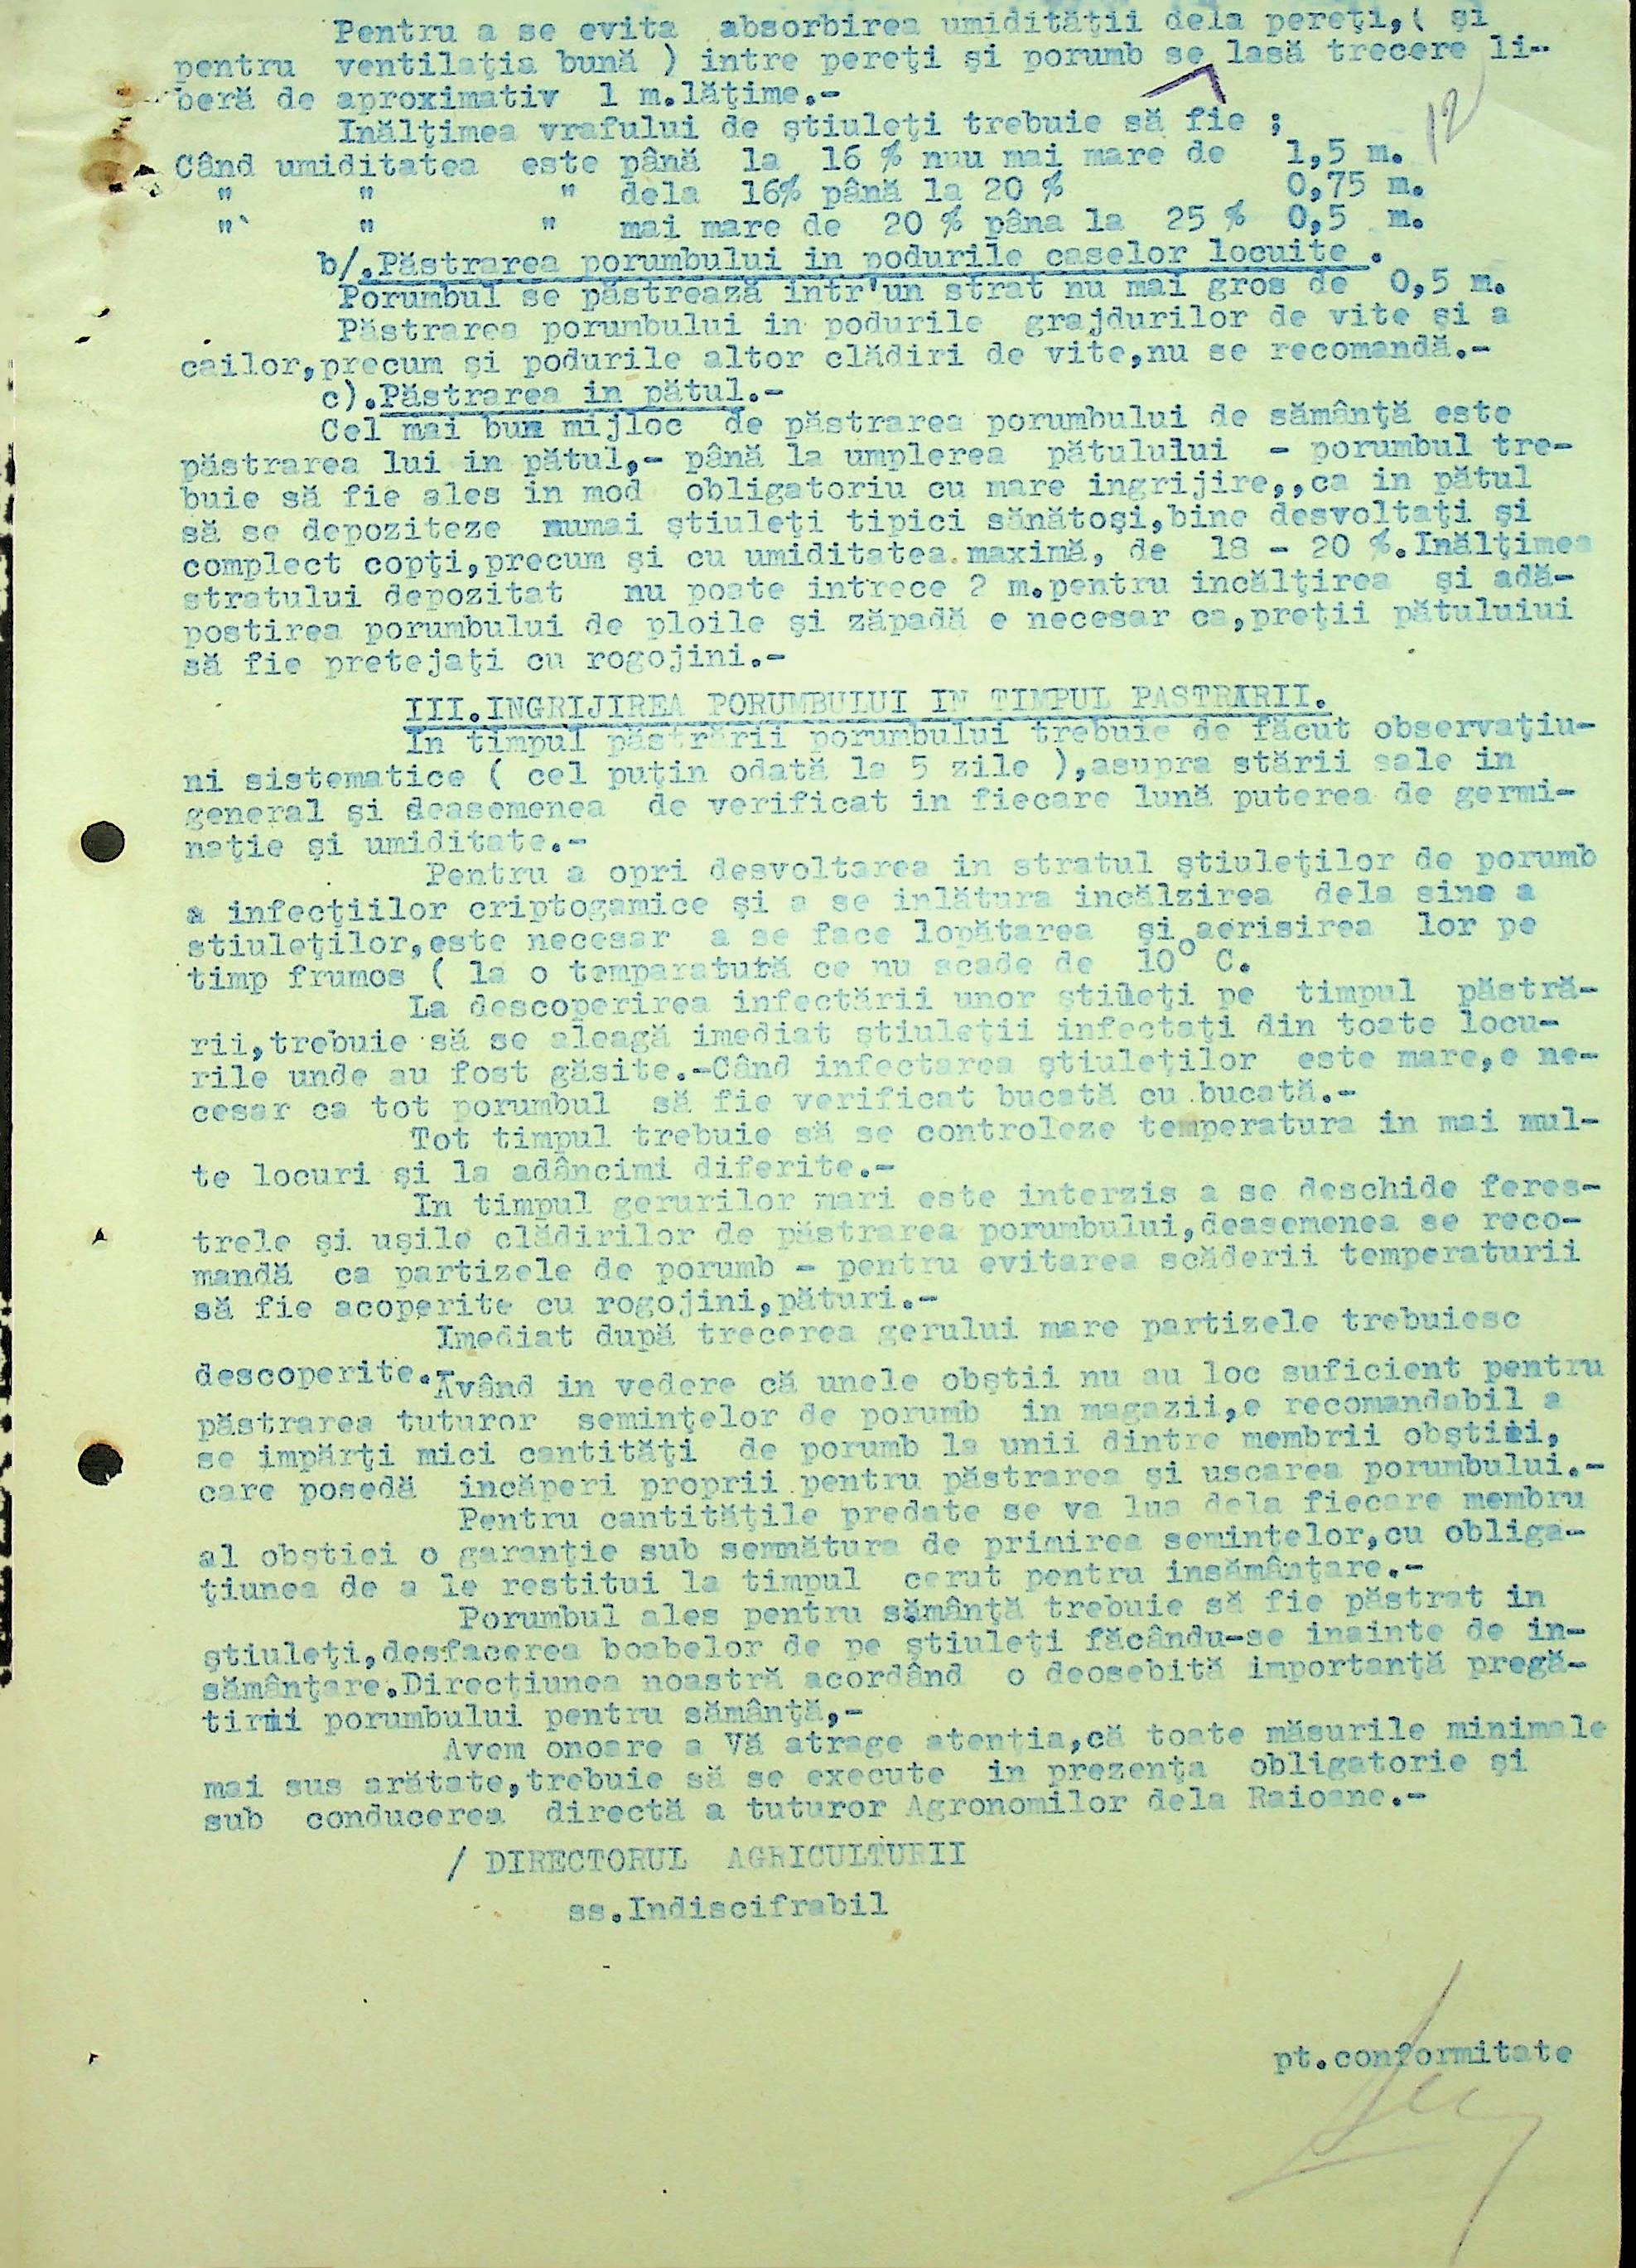 Pentru a se evita absorbirea umidităţii dela pereţi,( şi
pentru ventilaţia bună ) intre pereţi şi porumb se lasă trecere li-
beră de aproximativ 1 m.lăţime.-
12
Inălţimea vrafului de ştiuleţi trebuie să fie ;
Când umiditatea este până la 16 % nuu mai mare de 1,5 m.
" " " dela 16% până la 20 % 0,75 m.
" " " mai mare de 20 % pâna la 25 % 0,5 m.
b/.Păstrarea porumbului in podurile caselor locuite .
Porumbul se păstrează intr'un strat nu mai gros de 0,5 m.
Păstrarea porumbului in podurile grajdurilor de vite şi a
cailor,precum şi podurile altor clădiri de vite,nu se recomandă.-
c).Păstrarea in pătul.-
Cel mai bun mijloc de păstrarea porumbului de sămânţă este
păstrarea lui in pătul,- până la umplerea pătulului - porumbul tre-
buie să fie ales in mod obligatoriu cu mare ingrijire,,ca in pătul
să se depoziteze numai ştiuleţi tipici sănătoşi,bine desvoltaţi şi
complect copţi,precum şi cu umiditatea maximă, de 18 - 20 %.Inălţimea
stratului depozitat nu poate intrece 2 m.pentru incălţirea şi adă-
postirea porumbului de ploile şi zăpadă e necesar ca,preţii pătuluiui
să fie pretejaţi cu rogojini.-
III.INGRIJIREA PORUMBULUI IN TIMPUL PASTRARII.
In timpul păstrării porumbului trebuie de făcut observaţiu-
ni sistematice ( cel puţin odată la 5 zile ),asupra stării sale in
general şi deasemenea de verificat in fiecare lună puterea de germi-
naţie şi umiditate.-
Pentru a opri desvoltarea in stratul ştiuleţilor de porumb
a infecţiilor criptogamice şi a se inlătura incălzirea dela sine a
stiuleţilor,este necesar a se face lopătarea şi aerisirea lor pe
timp frumos ( la o temparatură ce nu scade de 10° C.
La descoperirea infectării unor ştiuleţi pe timpul păstră-
rii,trebuie să se aleagă imediat ştiuleţii infectaţi din toate locu-
rile unde au fost găsite.-Când infectarea ştiuleţilor este mare,e ne-
cesar ca tot porumbul să fie verificat bucată cu bucată.-
Tot timpul trebuie să se controleze temperatura in mai mul-
te locuri şi la adâncimi diferite.-
In timpul gerurilor mari este interzis a se deschide feres-
trele şi uşile clădirilor de păstrarea porumbului,deasemenea se reco-
mandă ca partizele de porumb - pentru evitarea scăderii temperaturii
să fie acoperite cu rogojini,pături.-
Imediat după trecerea gerului mare partizele trebuiesc
descoperite.-
Având in vedere că unele obştii nu au loc suficient pentru
păstrarea tuturor seminţelor de porumb in magazii,e recomandabil a
se impărţi mici cantităţi de porumb la unii dintre membrii obştiei,
care posedă incăperi proprii pentru păstrarea şi uscarea porumbului.-
Pentru cantităţile predate se va lua dela fiecare membru
al obştiei o garanţie sub semnătura de primirea seminţelor,cu obliga-
ţiunea de a le restitui la timpul cerut pentru insămânţare.-
Porumbul ales pentru sămânţă trebuie să fie păstrat in
ştiuleţi,desfacerea boabelor de pe ştiuleţi făcându-se inainte de in-
sămânţare.Direcţiunea noastră acordând o deosebită importanţă pregă-
tirii porumbului pentru sămânţă,-
Avem onoare a Vă atrage atenţia,că toate măsurile minimale
mai sus arătate,trebuie să se execute in prezenţa obligatorie şi
sub conducerea directă a tuturor Agronomilor dela Raioane.-
/ DIRECTORUL AGRICULTURII
ss.Indiscifrabil
pt.conformitate